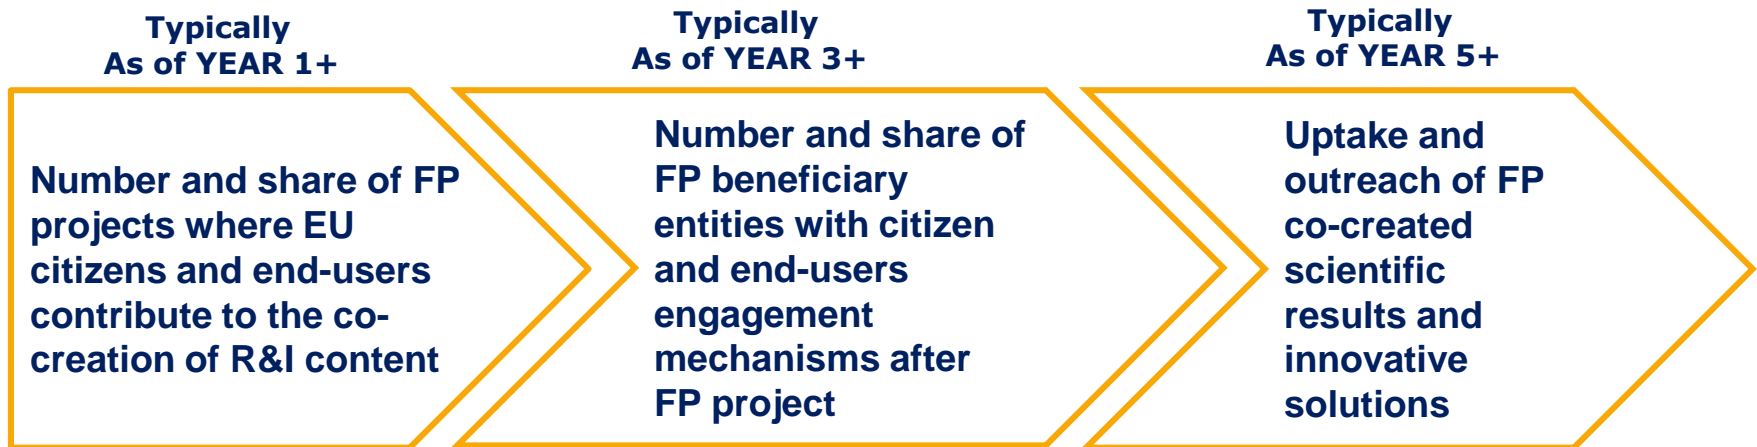 Typically
As of YEAR 1+
Number and share of FP
projects where EU
citizens and end-users
contribute to the co-
creation of R&I content
Typically
As of YEAR 3+
Number and share of
FP beneficiary
entities with citizen
and end-users
engagement
mechanisms after
FP project
Typically
As of YEAR 5+
Uptake and
outreach of FP
co-created
scientific
results and
innovative
solutions